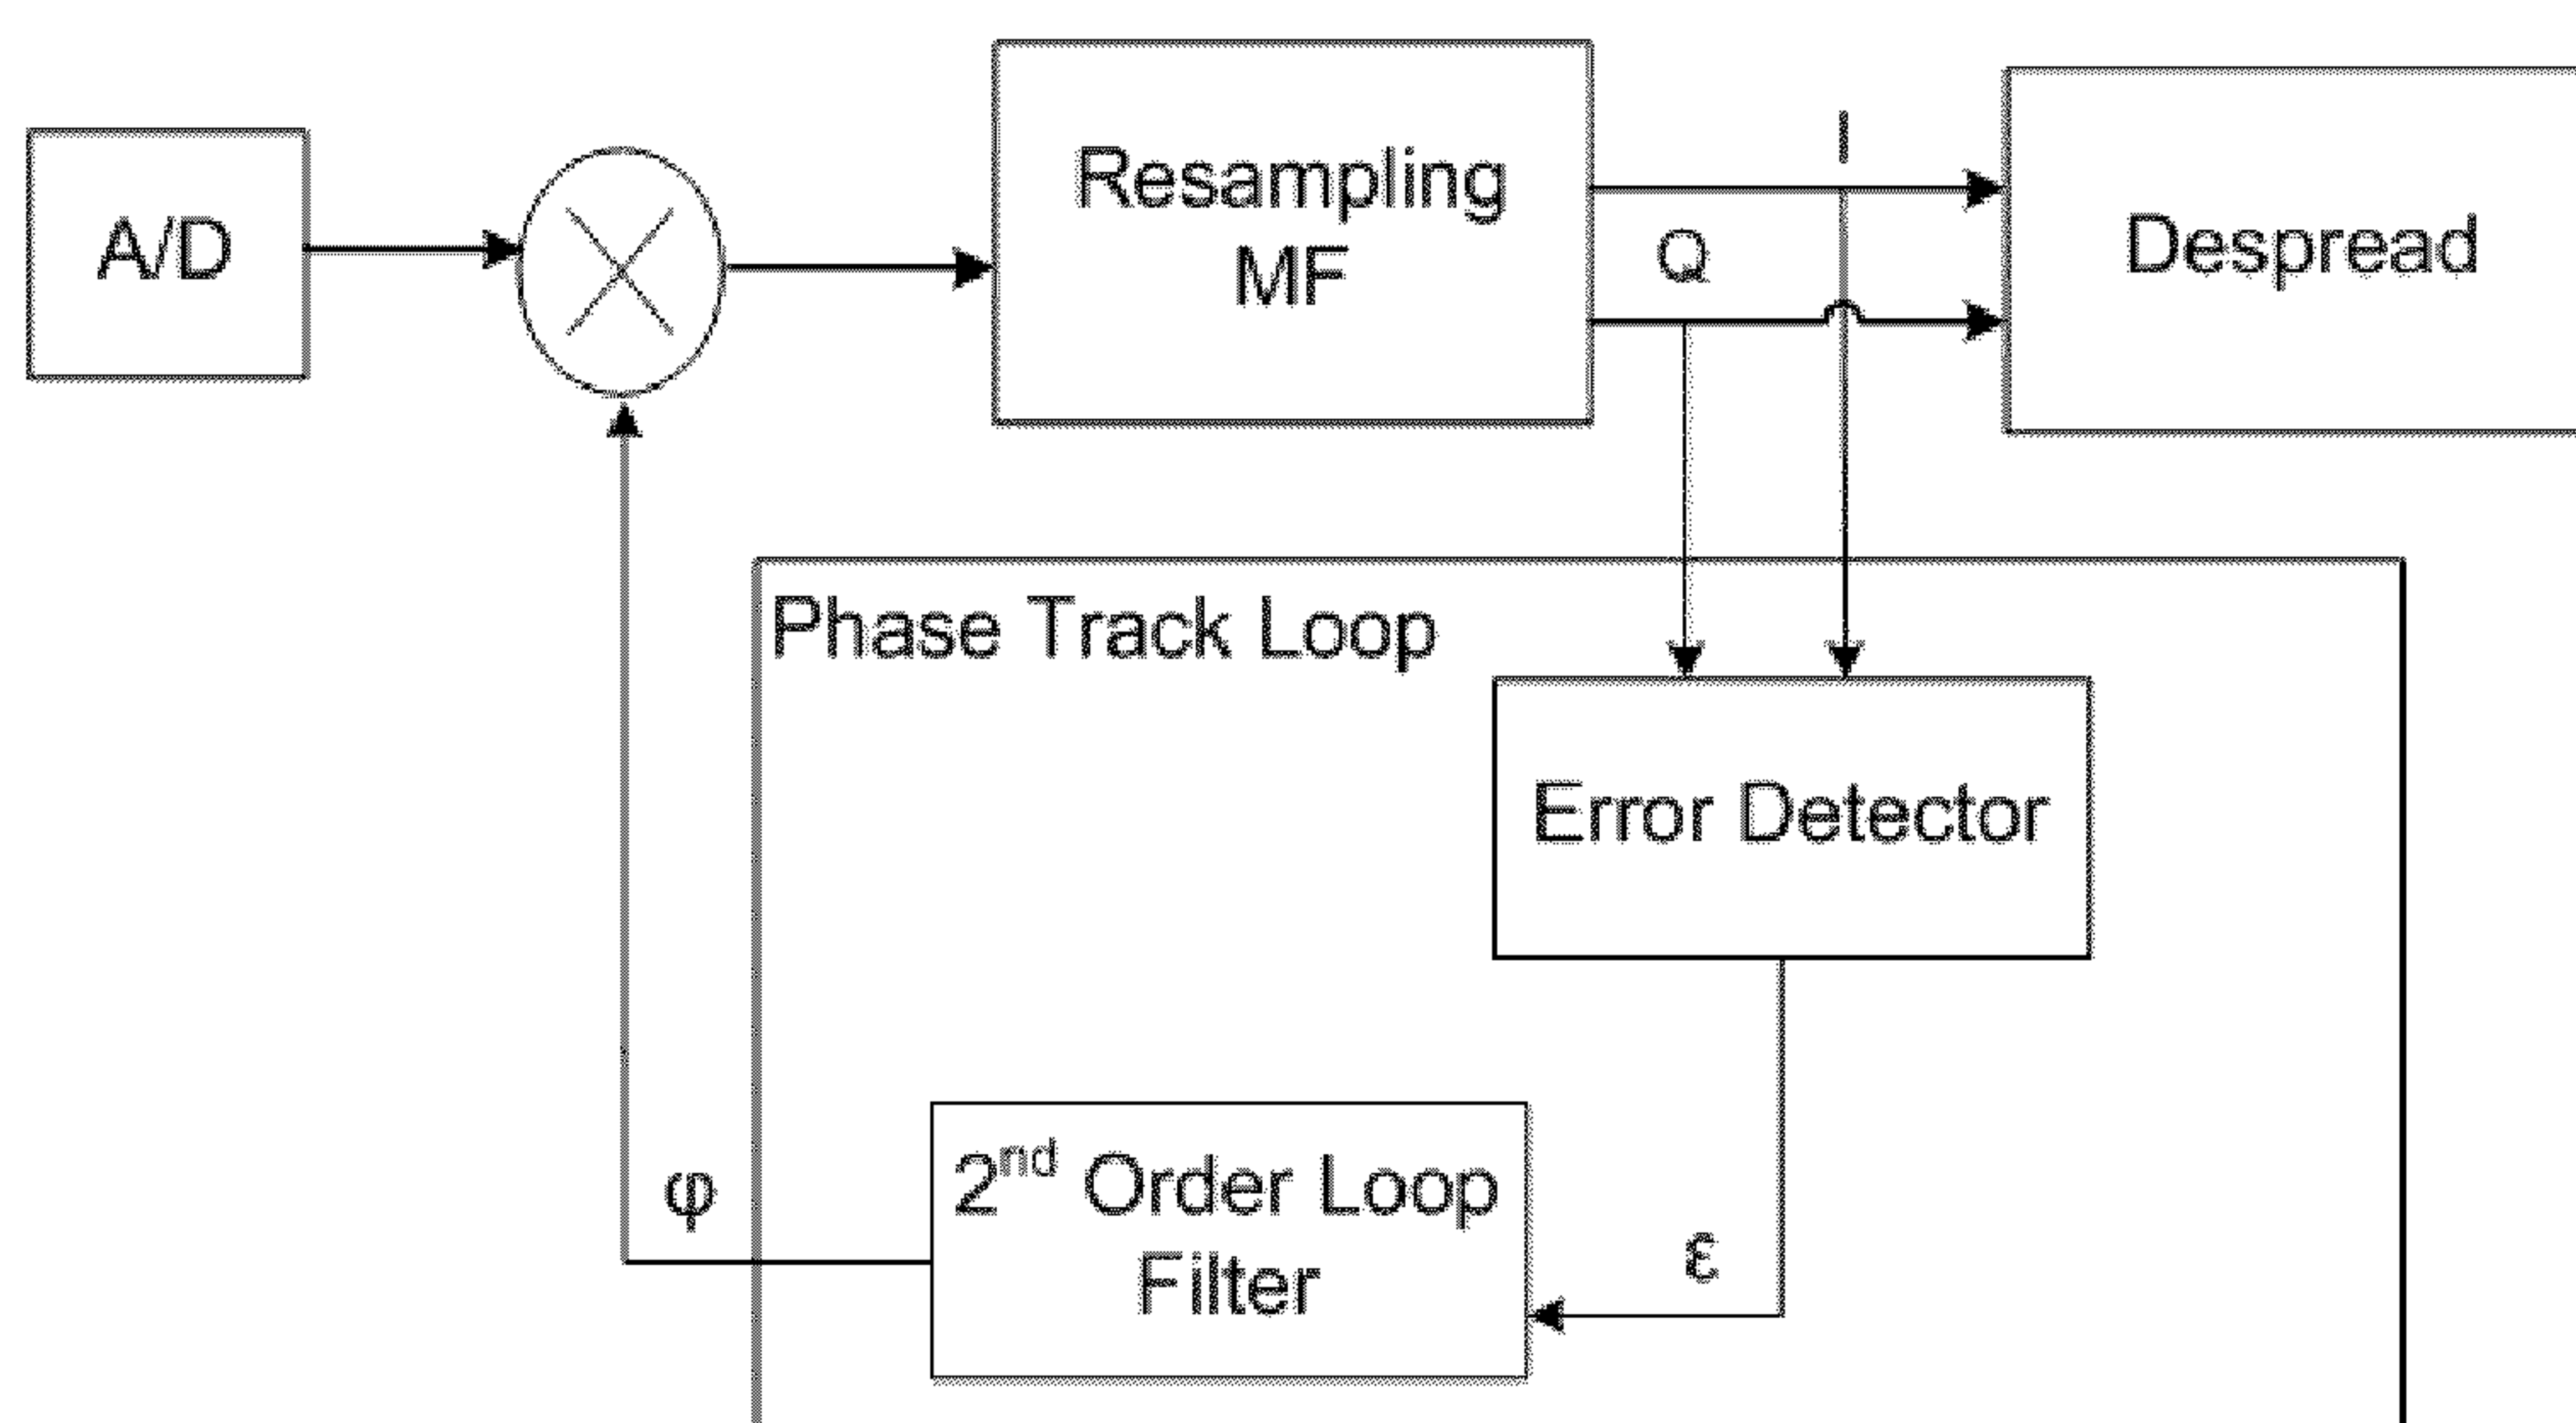 A/D
Resampling
MF
I
Q
Despread
Phase Track Loop
Error Detector
2nd Order Loop
Filter
φ
ε